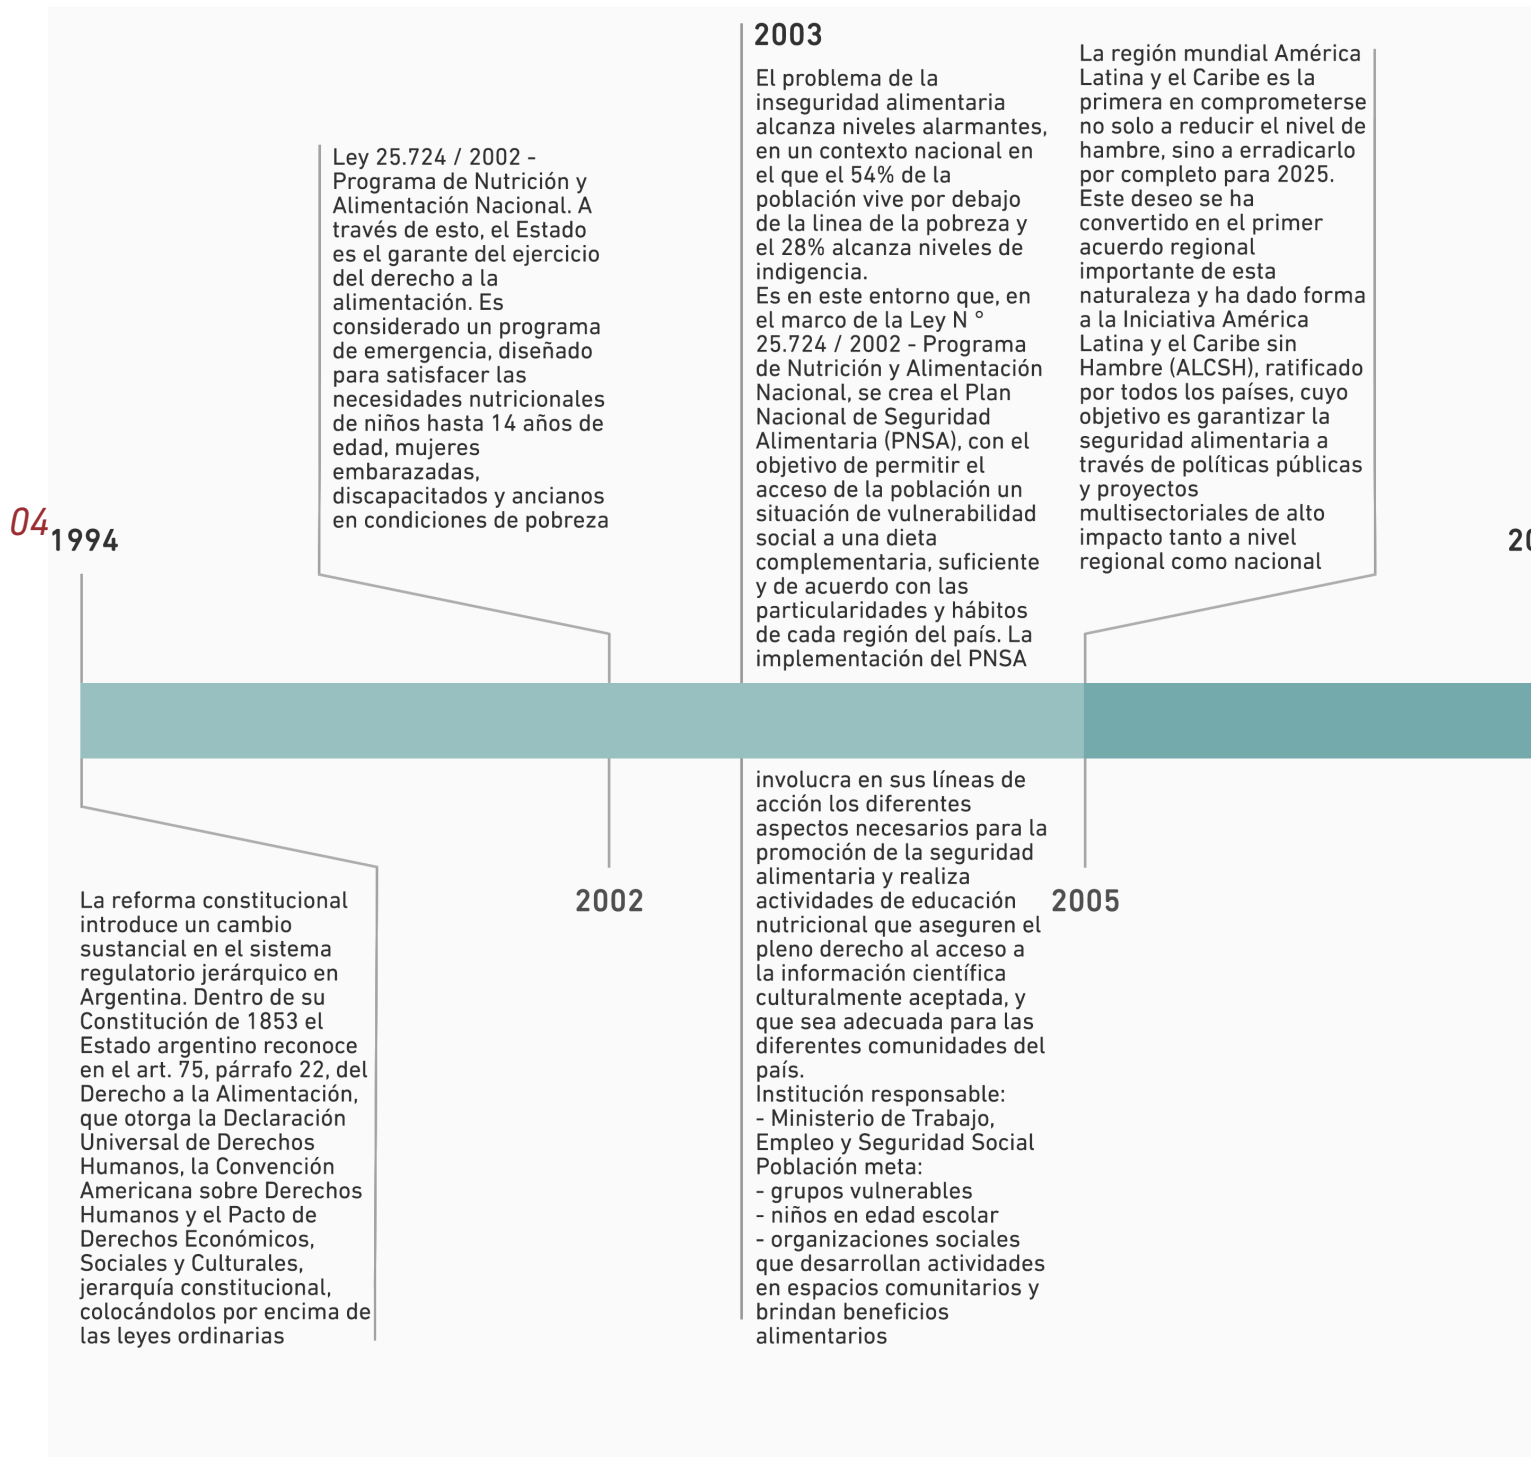 04
1994
La reforma constitucional
introduce un cambio
sustancial en el sistema
regulatorio jerárquico en
Argentina. Dentro de su
Constitución de 1853 el
Estado argentino reconoce
en el art. 75, párrafo 22, del
Derecho a la Alimentación,
que otorga la Declaración
Universal de Derechos
Humanos, la Convención
Americana sobre Derechos
Humanos y el Pacto de
Derechos Económicos,
Sociales y Culturales,
jerarquía constitucional,
colocándolos por encima de
las leyes ordinarias
Ley 25.724 / 2002 -
Programa de Nutrición y
Alimentación Nacional. A
través de esto, el Estado
es el garante del ejercicio
del derecho a la
alimentación. Es
considerado un programa
de emergencia, diseñado
para satisfacer las
necesidades nutricionales
de niños hasta 14 años de
edad, mujeres
embarazadas,
discapacitados y ancianos
en condiciones de pobreza
2002
2003
El problema de la
inseguridad alimentaria
alcanza niveles alarmantes,
en un contexto nacional en
el que el 54% de la
población vive por debajo
de la linea de la pobreza y
el 28% alcanza niveles de
indigencia.
Es en este entorno que, en
el marco de la Ley N °
25.724 / 2002 - Programa
de Nutrición y Alimentación
Nacional, se crea el Plan
Nacional de Seguridad
Alimentaria (PNSA), con el
objetivo de permitir el
acceso de la población un
situación de vulnerabilidad
social a una dieta
complementaria, suficiente
y de acuerdo con las
particularidades y hábitos
de cada región del país. La
implementación del PNSA
involucra en sus líneas de
acción los diferentes
aspectos necesarios para la
promoción de la seguridad
alimentaria y realiza
actividades de educación
nutricional que aseguren el
pleno derecho al acceso a
la información científica
culturalmente aceptada, y
que sea adecuada para las
diferentes comunidades del
país.
Institución responsable:
- Ministerio de Trabajo,
Empleo y Seguridad Social
Población meta:
- grupos vulnerables
- niños en edad escolar
- organizaciones sociales
que desarrollan actividades
en espacios comunitarios y
brindan beneficios
alimentarios
La región mundial América
Latina y el Caribe es la
primera en comprometerse
no solo a reducir el nivel de
hambre, sino a erradicarlo
por completo para 2025.
Este deseo se ha
convertido en el primer
acuerdo regional
importante de esta
naturaleza y ha dado forma
a la Iniciativa América
Latina y el Caribe sin
Hambre (ALCSH), ratificado
por todos los países, cuyo
objetivo es garantizar la
seguridad alimentaria a
través de políticas públicas
y proyectos
multisectoriales de alto
impacto tanto a nivel
regional como nacional
2005